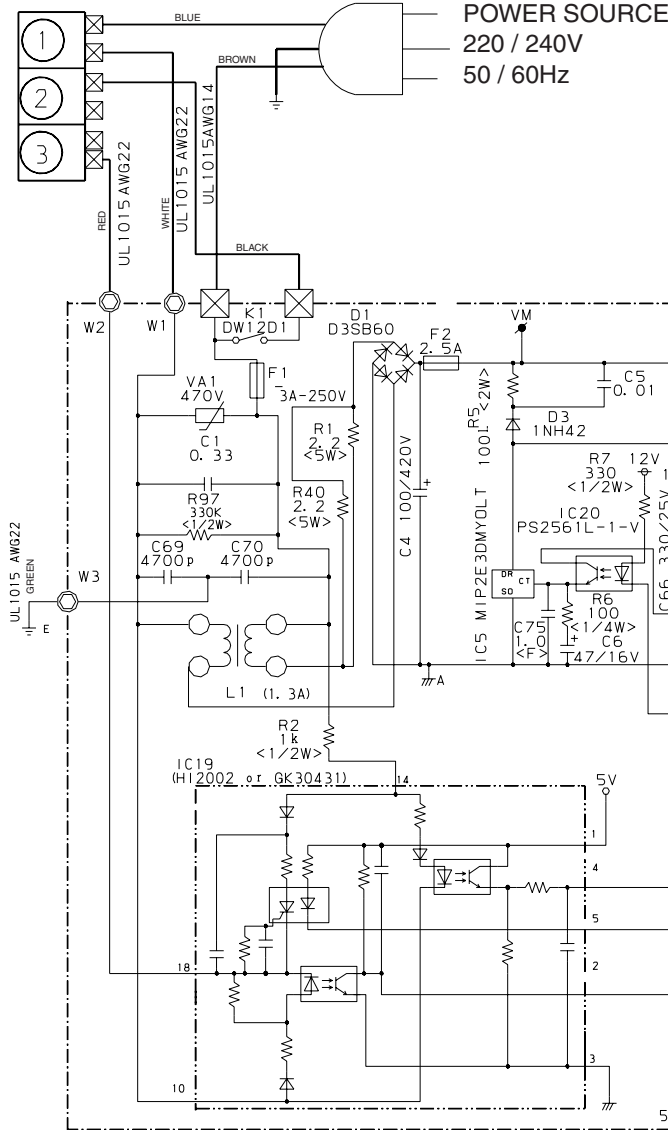 POWER SOURCE
220 / 240V
50 / 60Hz
BLUE
1
BROWN
2
3
UL1015 AWG22
UL1015 AWG22
UL1015AWG14
RED
WHITE
BLACK
W2
W1
K1
DW12D1
D1
D3SB60
F2
2. 5A
VM
F1
3A-250V
VA1
470V
C1
0. 33
R1
2. 2
<5W>
R40
2. 2
<5W>
R97
330K
<1/2W>
C4 100/420V
+
R5
100L <2W>
C5
0. 01
D3
1NH42
R7
330
<1/2W>
12V
IC20
PS2561L-1-V
C66 330/25V
C69
4700p
C70
4700p
UL1015 AWG22
GREEN
W3
E
IC5 MIP2E3DMYOLT
DR
SO
CT
R6
100
<1/4W>
C75
1. 0
<F>
+
C6
47/16V
A
L1 (1. 3A)
R2
1k
<1/2W>
IC19
(HI2002 or GK30431)
14
5V
1
4
5
18
2
3
10
5